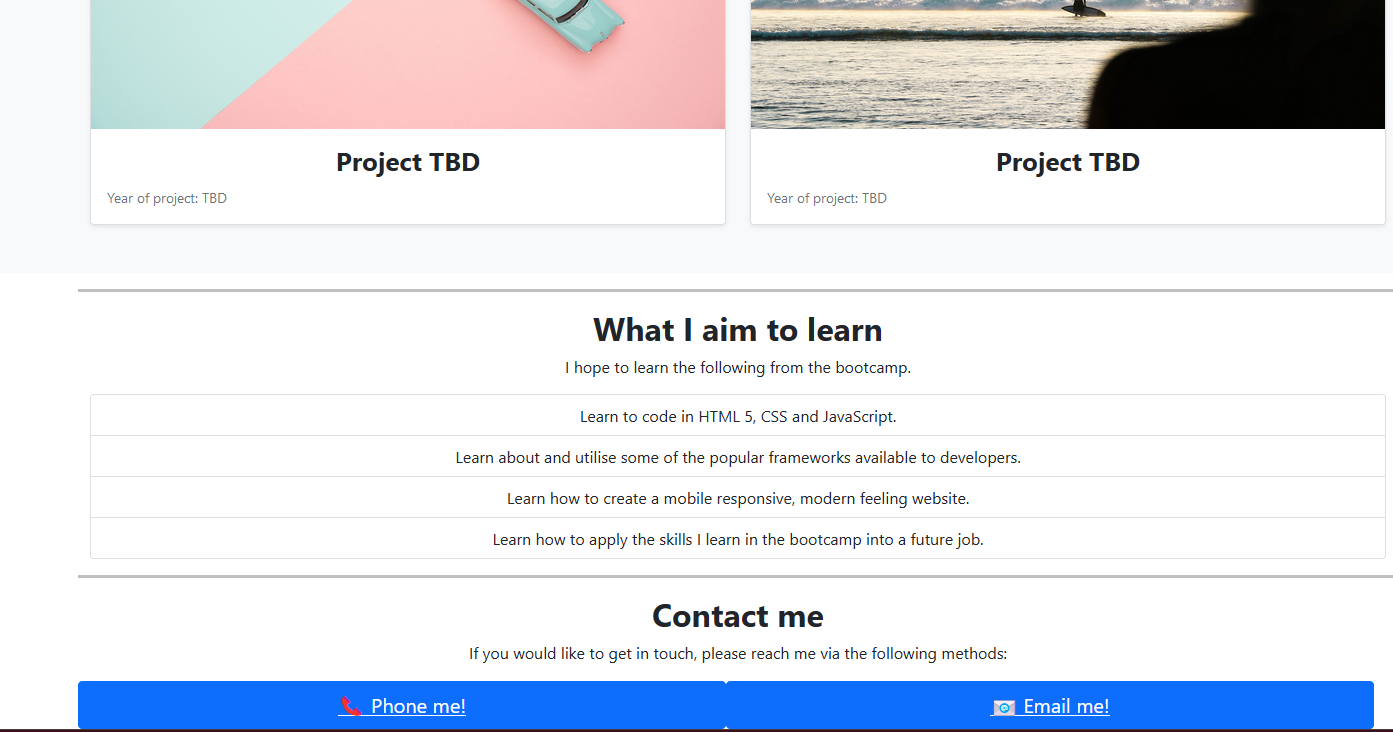 Project TBD
Year of project: TBD
Project TBD
Year of project: TBD
What I aim to learn
I hope to learn the following from the bootcamp.
Learn to code in HTML 5, CSS and JavaScript.
Learn about and utilise some of the popular frameworks available to developers.
Learn how to create a mobile responsive, modern feeling website.
Learn how to apply the skills I learn in the bootcamp into a future job.
Contact me
If you would like to get in touch, please reach me via the following methods:
📞 Phone me!
📧 Email me!